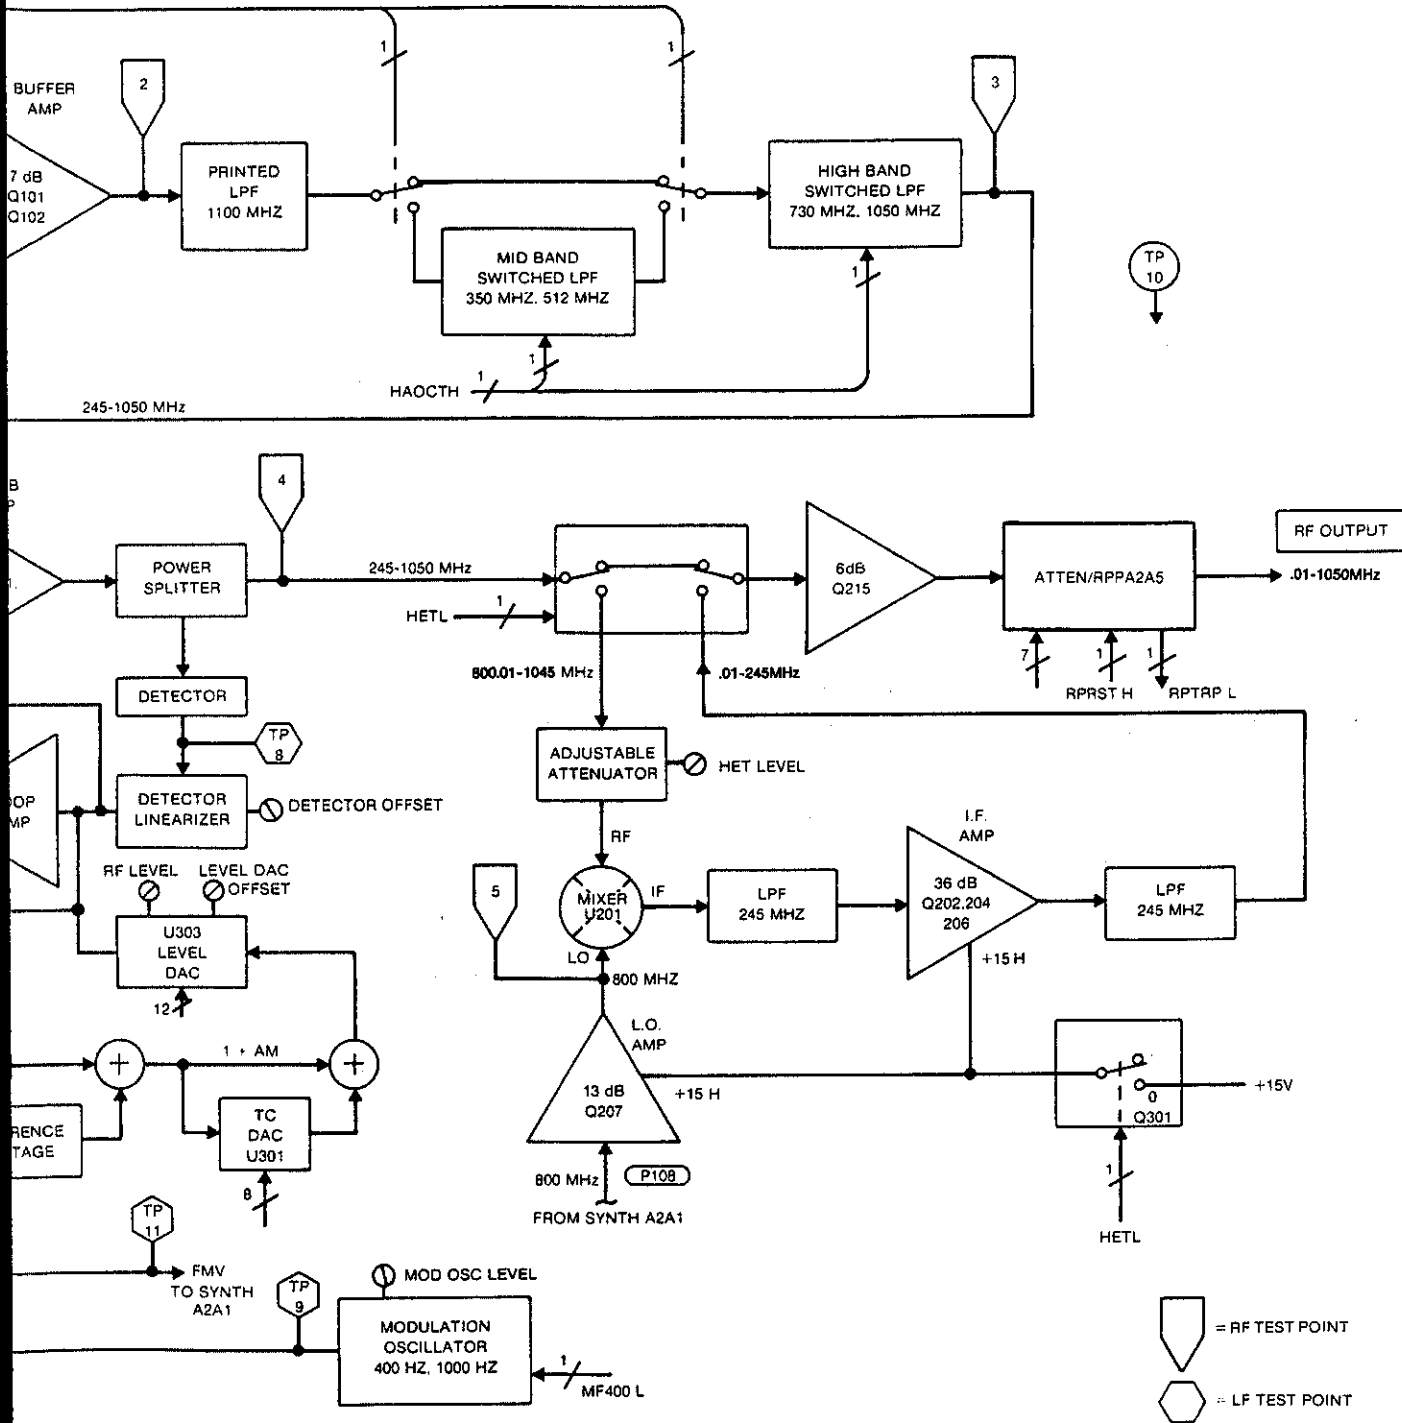 1
1
BUFFER
AMP
2
3
7 dB
Q101
Q102
PRINTED
LPF
1100 MHZ
HIGH BAND
SWITCHED LPF
730 MHZ. 1050 MHZ
MID BAND
SWITCHED LPF
350 MHZ. 512 MHZ
TP
10
1
1
1
HAOCTH
245-1050 MHz
B
P
4
POWER
SPLITTER
245-1050 MHz
HETL
1
6dB
Q215
ATTEN/RPPA2A5
RF OUTPUT
.01-1050MHz
7
1
1
RPRST H
RPTRP L
800.01-1045 MHz
.01-245MHz
DETECTOR
TP
8
ADJUSTABLE
ATTENUATOR
HET LEVEL
OOP
MP
DETECTOR
LINEARIZER
DETECTOR OFFSET
RF
RF LEVEL
LEVEL DAC
OFFSET
5
MIXER
U201
IF
LO
LPF
245 MHZ
I.F.
AMP
36 dB
Q202,204
206
LPF
245 MHZ
+15 H
U303
LEVEL
DAC
12
800 MHZ
L.O.
AMP
13 dB
Q207
+15 H
+
1 + AM
+
TC
DAC
U301
8
RENCE
TAGE
0
Q301
+15V
1
HETL
800 MHz
P108
FROM SYNTH A2A1
TP
11
FMV
TO SYNTH
A2A1
TP
9
MOD OSC LEVEL
MODULATION
OSCILLATOR
400 HZ, 1000 HZ
1
MF400 L
= RF TEST POINT
= LF TEST POINT